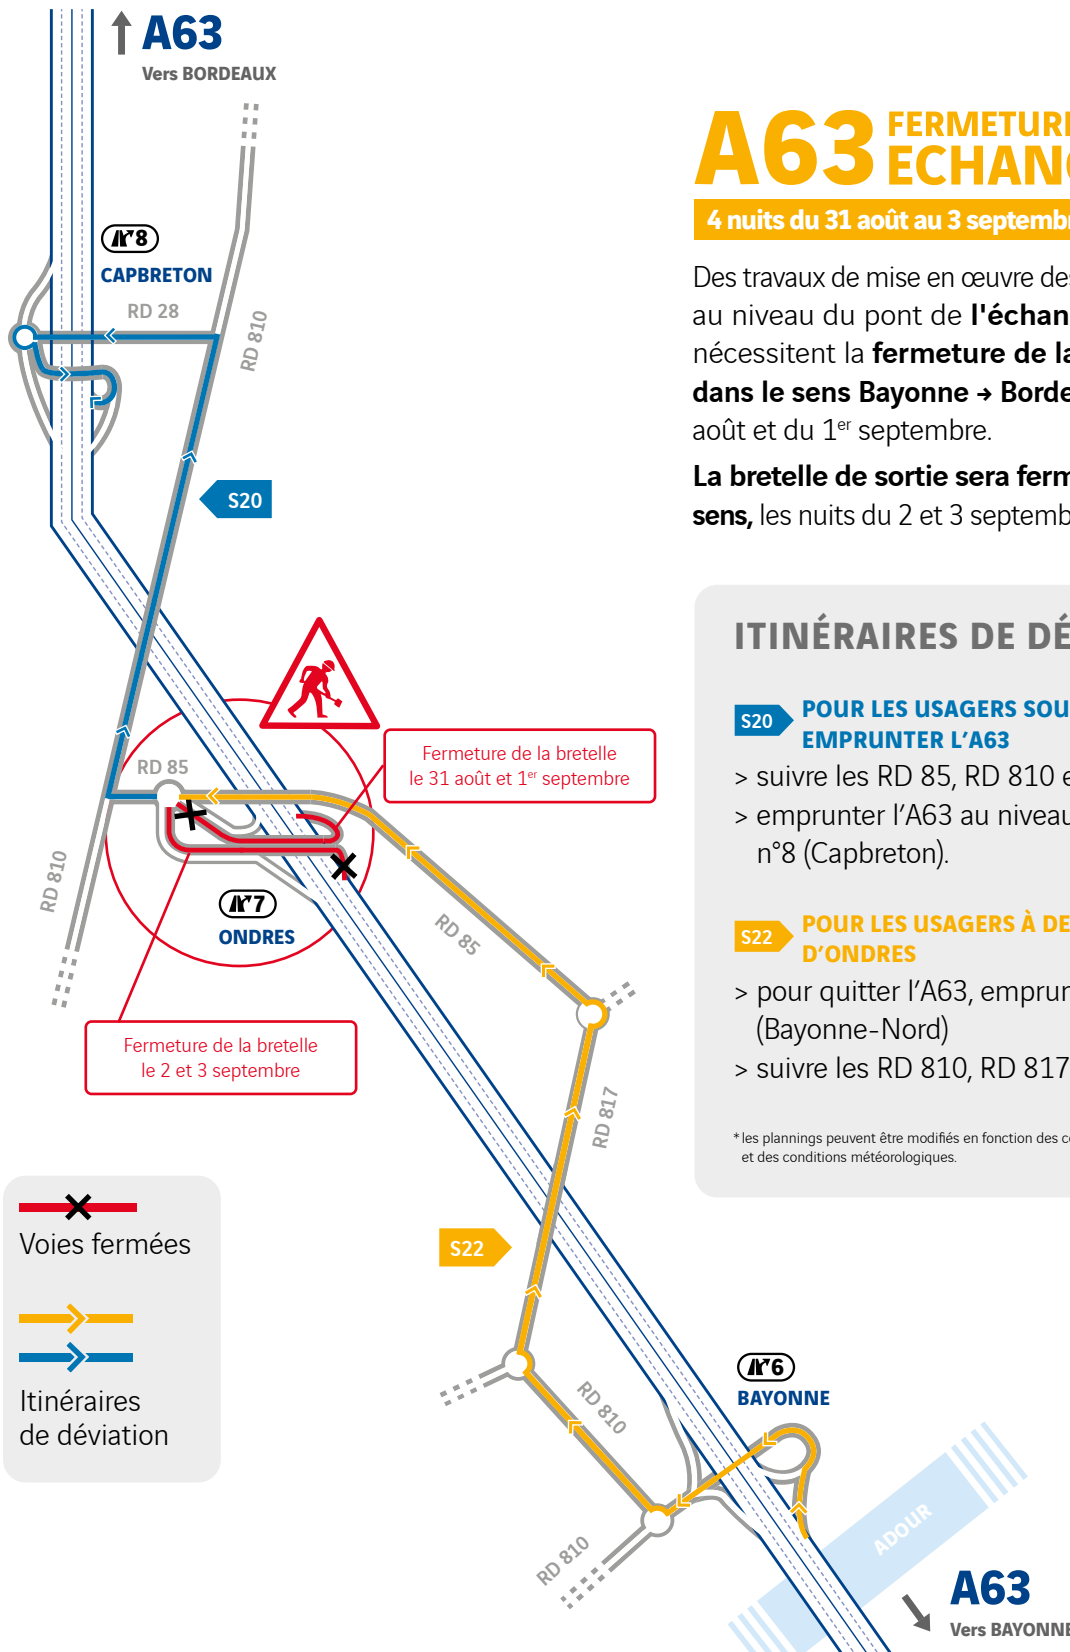 A63
Vers BORDEAUX
8
CAPBRETON
RD 28
RD 810
S20
RD 85
Fermeture de la bretelle
le 31 août et 1er septembre
RD 810
7
ONDRES
RD 85
Fermeture de la bretelle
le 2 et 3 septembre
RD 817
Voies fermées
S22
Itinéraires
de déviation
6
BAYONNE
RD 810
RD 810
ADOUR
A63
Vers BAYONNE
A63
FERMETURE
ECHANG
4 nuits du 31 août au 3 septembr
Des travaux de mise en œuvre des
au niveau du pont de l'échan
nécessitent la fermeture de la
dans le sens Bayonne → Borde
août et du 1er septembre.
La bretelle de sortie sera ferm
sens, les nuits du 2 et 3 septemb
ITINÉRAIRES DE DÉ
S20
POUR LES USAGERS SOU
EMPRUNTER L'A63
> suivre les RD 85, RD 810 e
> emprunter l'A63 au niveau
n°8 (Capbreton).
S22
POUR LES USAGERS À DE
D'ONDRES
> pour quitter l'A63, emprun
(Bayonne-Nord)
> suivre les RD 810, RD 817
* les plannings peuvent être modifiés en fonction des co
et des conditions météorologiques.